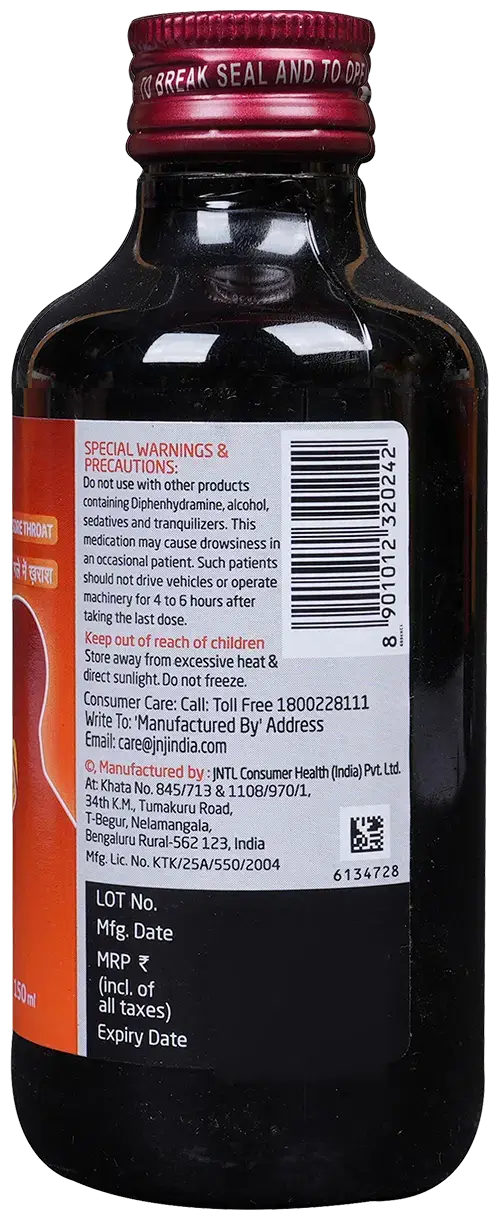 TO BREAK SEAL AND TO OPE
SORE THROAT
गले में ख़राश
150 ml
SPECIAL WARNINGS &
PRECAUTIONS:
Do not use with other products
containing Diphenhydramine, alcohol,
sedatives and tranquilizers. This
medication may cause drowsiness in
an occasional patient. Such patients
should not drive vehicles or operate
machinery for 4 to 6 hours after
taking the last dose.
Keep out of reach of children
Store away from excessive heat &
direct sunlight. Do not freeze.
Consumer Care: Call: Toll Free 1800228111
Write To: 'Manufactured By' Address
Email: care@jnjindia.com
©, Manufactured by : JNTL Consumer Health (India) Pvt. Ltd.
At: Khata No. 845/713 & 1108/970/1,
34th K.M., Tumakuru Road,
T-Begur, Nelamangala,
Bengaluru Rural-562 123, India
Mfg. Lic. No. KTK/25A/550/2004
8 901012 320242
6134728
LOT No.
Mfg. Date
MRP ₹
(incl. of
all taxes)
Expiry Date